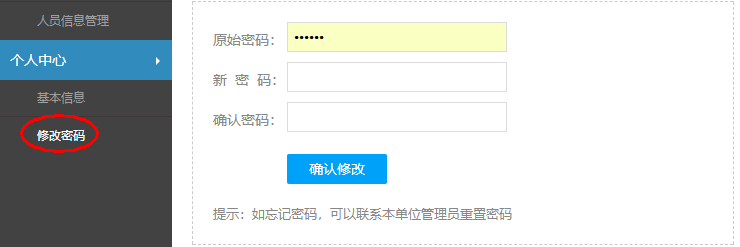 人员信息管理
个人中心
基本信息
修改密码
原始密码：••••••
新 密 码：
确认密码：
确认修改
提示：如忘记密码，可以联系本单位管理员重置密码